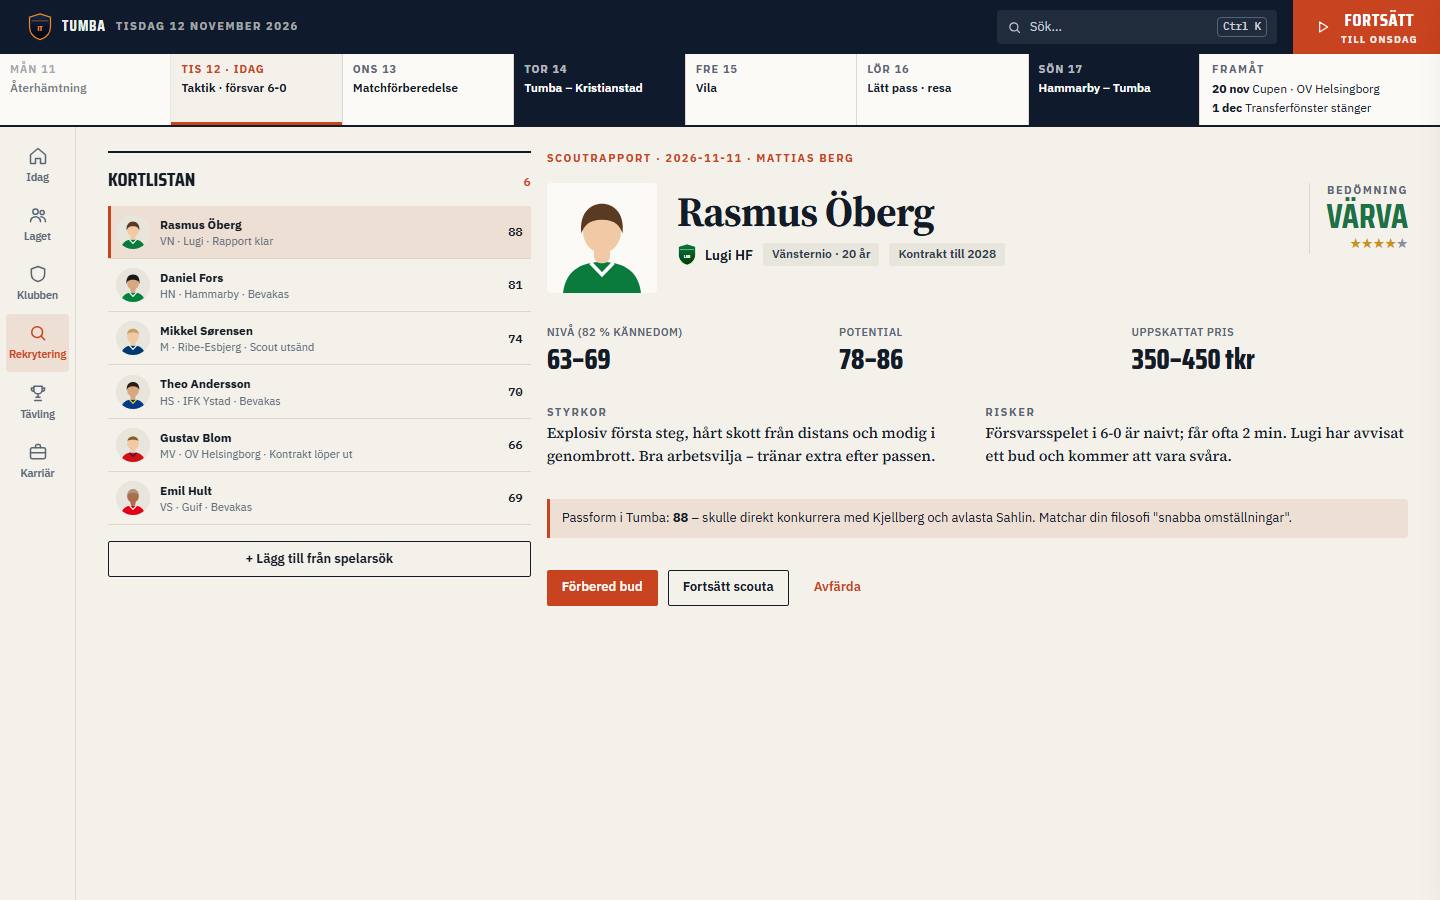 TUMBA TISDAG 12 NOVEMBER 2026
Sök... Ctrl K
FORTSÄTT
TILL ONSDAG
MÅN 11
Återhämtning
TIS 12 · IDAG
Taktik · försvar 6-0
ONS 13
Matchförberedelse
TOR 14
Tumba – Kristianstad
FRE 15
Vila
LÖR 16
Lätt pass · resa
SÖN 17
Hammarby – Tumba
FRAMÅT
20 nov Cupen · OV Helsingborg
1 dec Transferfönster stänger
Idag
Laget
Klubben
Rekrytering
Tävling
Karriär
KORTLISTAN 6
Rasmus Öberg
VN · Lugi · Rapport klar
88
Daniel Fors
HN · Hammarby · Bevakas
81
Mikkel Sørensen
M · Ribe-Esbjerg · Scout utsänd
74
Theo Andersson
HS · IFK Ystad · Bevakas
70
Gustav Blom
MV · OV Helsingborg · Kontrakt löper ut
66
Emil Hult
VS · Guif · Bevakas
69
+ Lägg till från spelarsök
SCOUTRAPPORT · 2026-11-11 · MATTIAS BERG
Rasmus Öberg
Lugi HF Vänsternio · 20 år Kontrakt till 2028
BEDÖMNING
VÄRVA
★★★★★
NIVÅ (82 % KÄNNEDOM)
63–69
POTENTIAL
78–86
UPPSKATTAT PRIS
350–450 tkr
STYRKOR
Explosiv första steg, hårt skott från distans och modig i
genombrott. Bra arbetsvilja – tränar extra efter passen.
RISKER
Försvarsspelet i 6-0 är naivt; får ofta 2 min. Lugi har avvisat
ett bud och kommer att vara svåra.
Passform i Tumba: 88 – skulle direkt konkurrera med Kjellberg och avlasta Sahlin. Matchar din filosofi "snabba omställningar".
Förbered bud
Fortsätt scouta
Avfärda